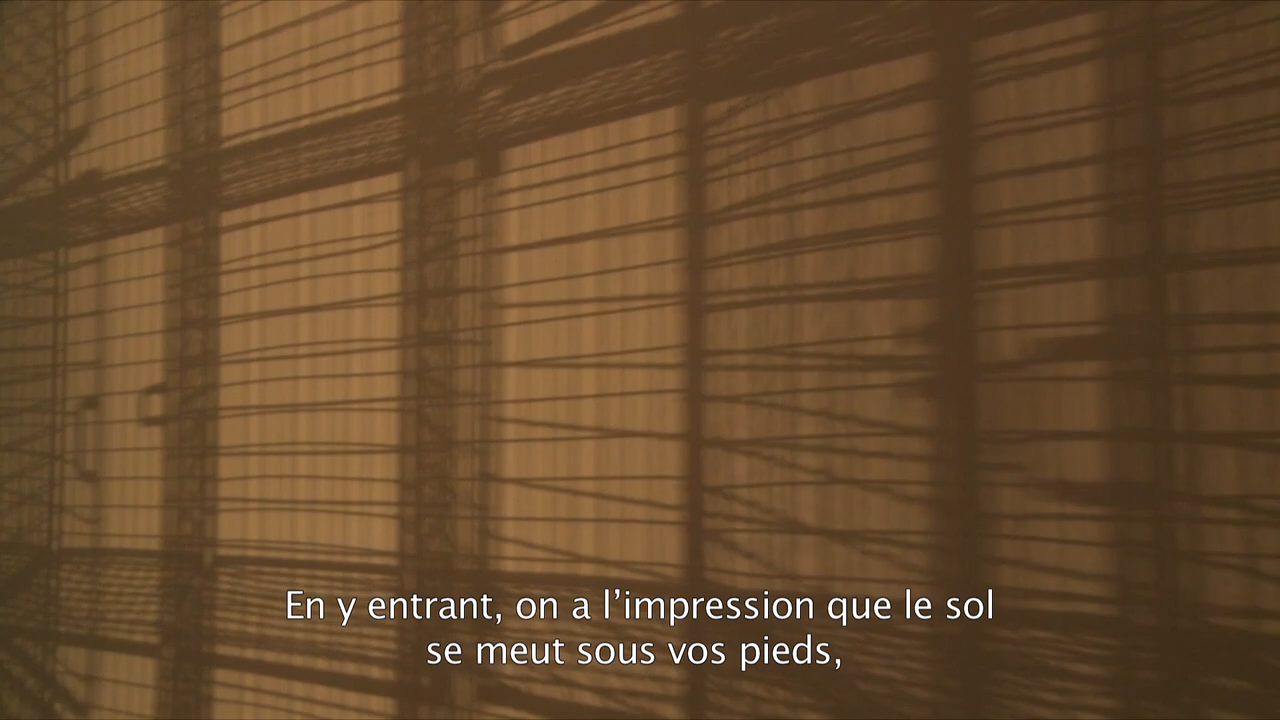 En y entrant, on a l’impression que le sol
se meut sous vos pieds,